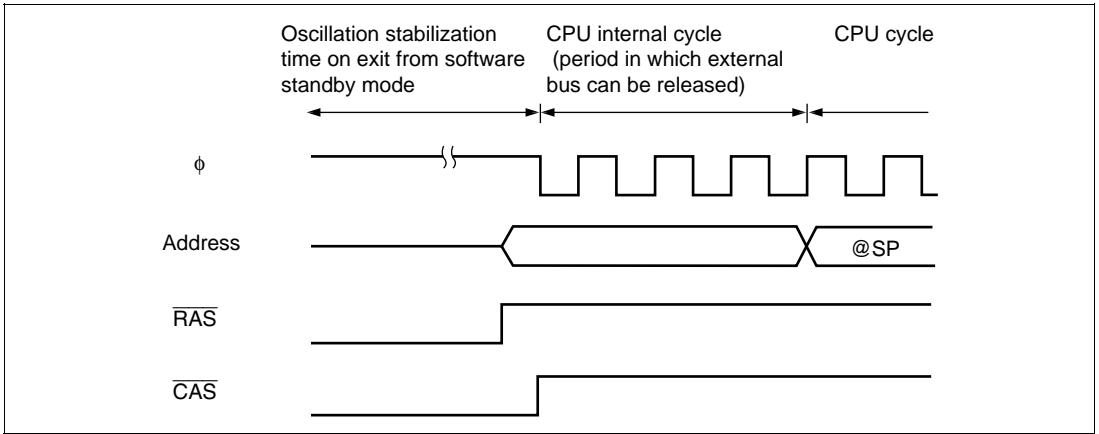 Oscillation stabilization
time on exit from software
standby mode
CPU internal cycle
(period in which external
bus can be released)
CPU cycle
φ
Address
@SP
RAS
CAS